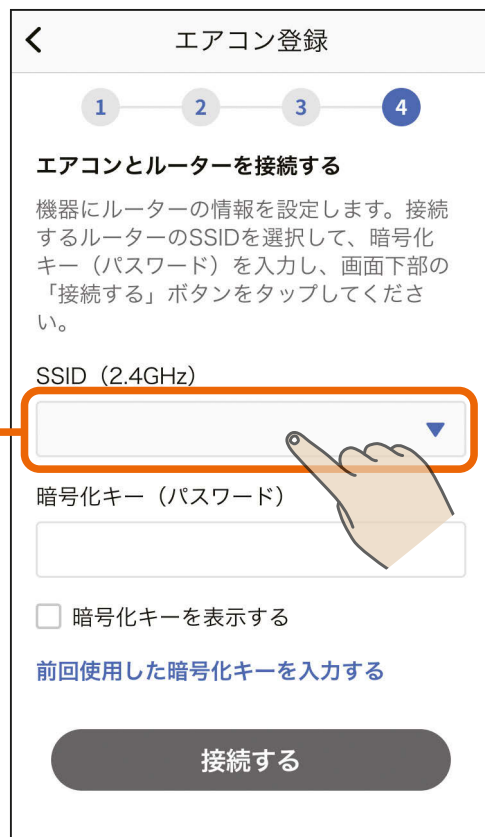 エアコン登録
1 2 3 4
エアコンとルーターを接続する
機器にルーターの情報を設定します。接続
するルーターのSSIDを選択して、暗号化
キー（パスワード）を入力し、画面下部の
「接続する」ボタンをタップしてくださ
い。
SSID（2.4GHz）
暗号化キー（パスワード）
暗号化キーを表示する
前回使用した暗号化キーを入力する
接続する